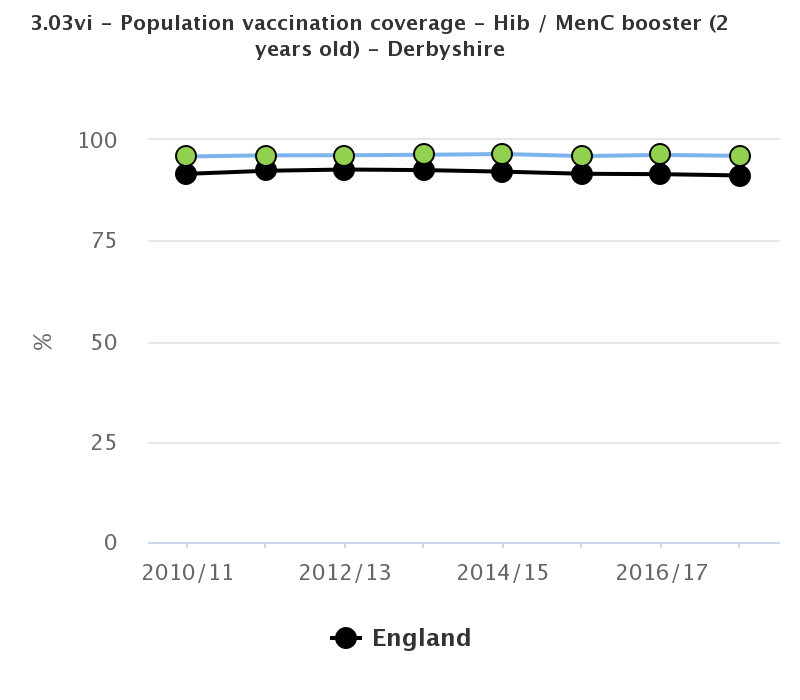 3.03vi – Population vaccination coverage – Hib / MenC booster (2
years old) – Derbyshire
100
75
%
50
25
0
2010/11 2012/13 2014/15 2016/17
England